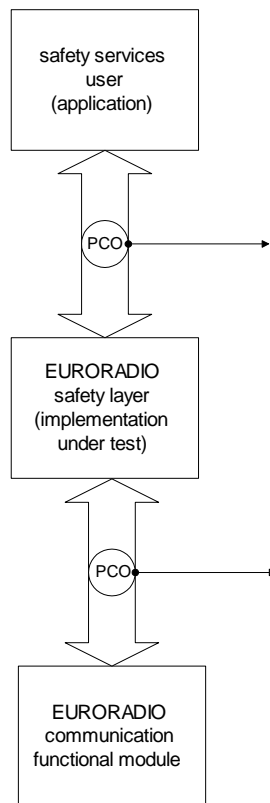 safety services
user
(application)
PCO
EURORADIO
safety layer
(implementation
under test)
PCO
EURORADIO
communication
functional module